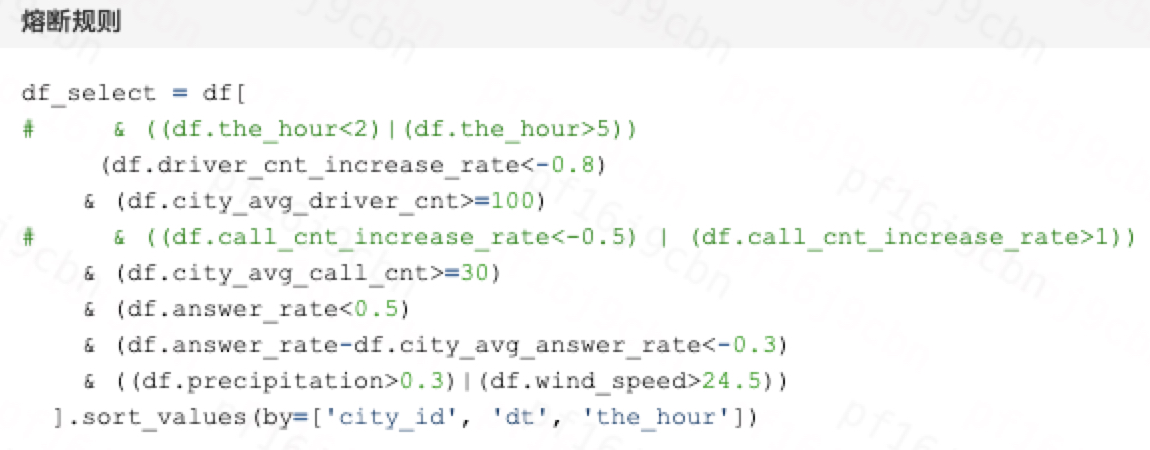 熔断规则
df_select = df[
#      & ((df.the_hour<2)|(df.the_hour>5))
     (df.driver_cnt_increase_rate<-0.8)
    & (df.city_avg_driver_cnt>=100)
#      & ((df.call_cnt_increase_rate<-0.5) | (df.call_cnt_increase_rate>1))
    & (df.city_avg_call_cnt>=30)
    & (df.answer_rate<0.5)
    & (df.answer_rate-df.city_avg_answer_rate<-0.3)
    & ((df.precipitation>0.3)|(df.wind_speed>24.5))
  ].sort_values(by=['city_id', 'dt', 'the_hour'])